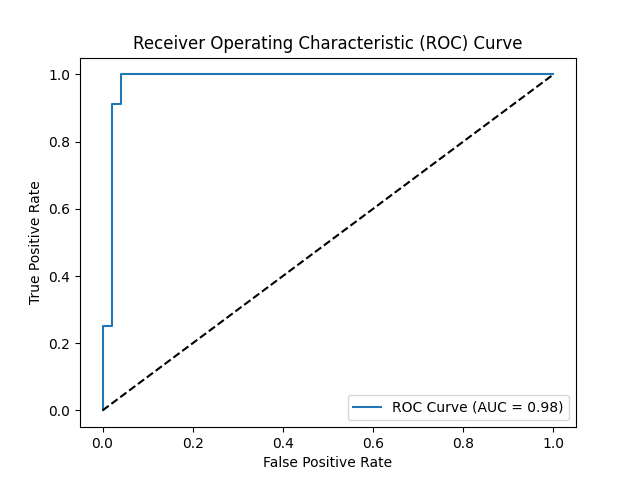 Receiver Operating Characteristic (ROC) Curve
1.0
0.8
0.6
0.4
0.2
0.0
True Positive Rate
ROC Curve (AUC = 0.98)
0.0 0.2 0.4 0.6 0.8 1.0
False Positive Rate